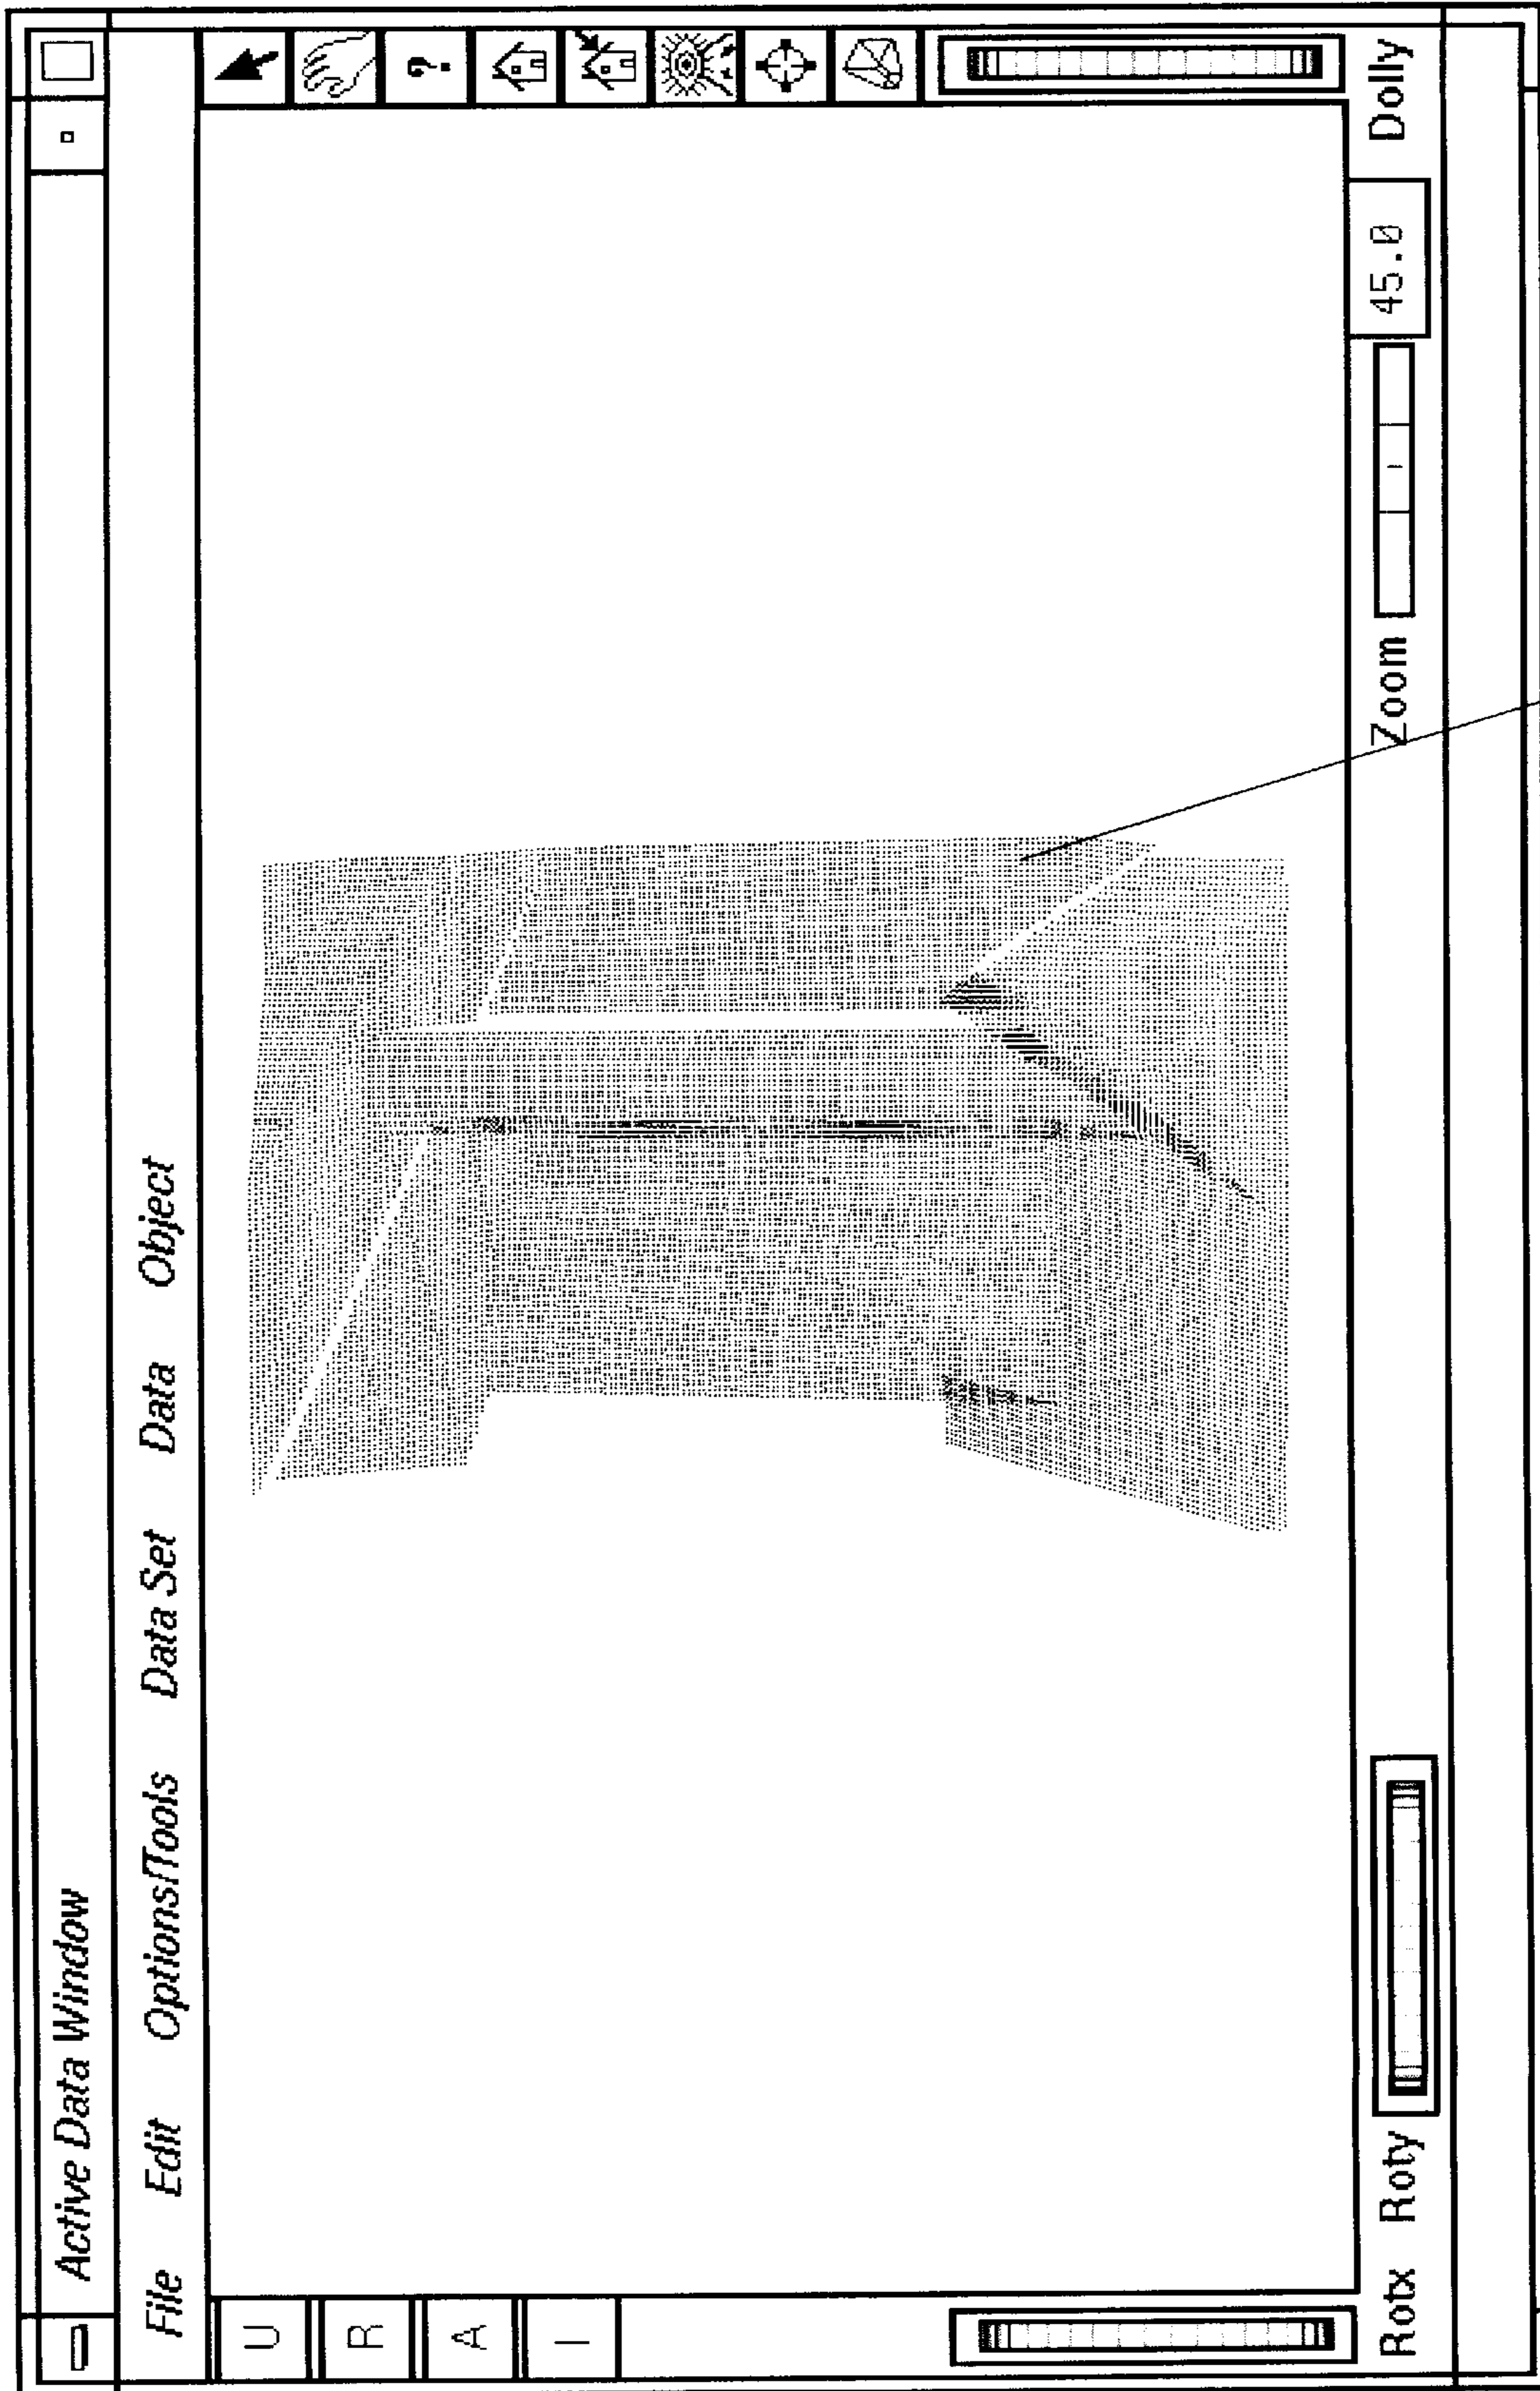 Active Data Window
File Edit Options/Tools Data Set Data Object
U
R
A
I
?
Rotx Roty Zoom 45.0 Dolly